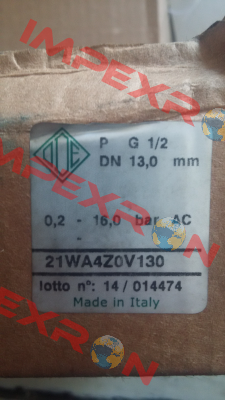 IMPEXRON
ODE
P G 1/2
DN 13,0 mm
0,2 - 16,0 bar AC
-
21WA4Z0V130
lotto n°: 14 / 014474
Made in Italy
IMPEXRON
IMPEXRON